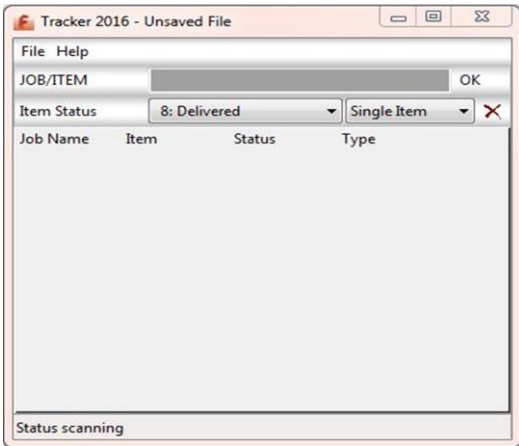 Tracker 2016 - Unsaved File
File Help
JOB/ITEM OK
Item Status 8: Delivered Single Item
Job Name Item Status Type
Status scanning